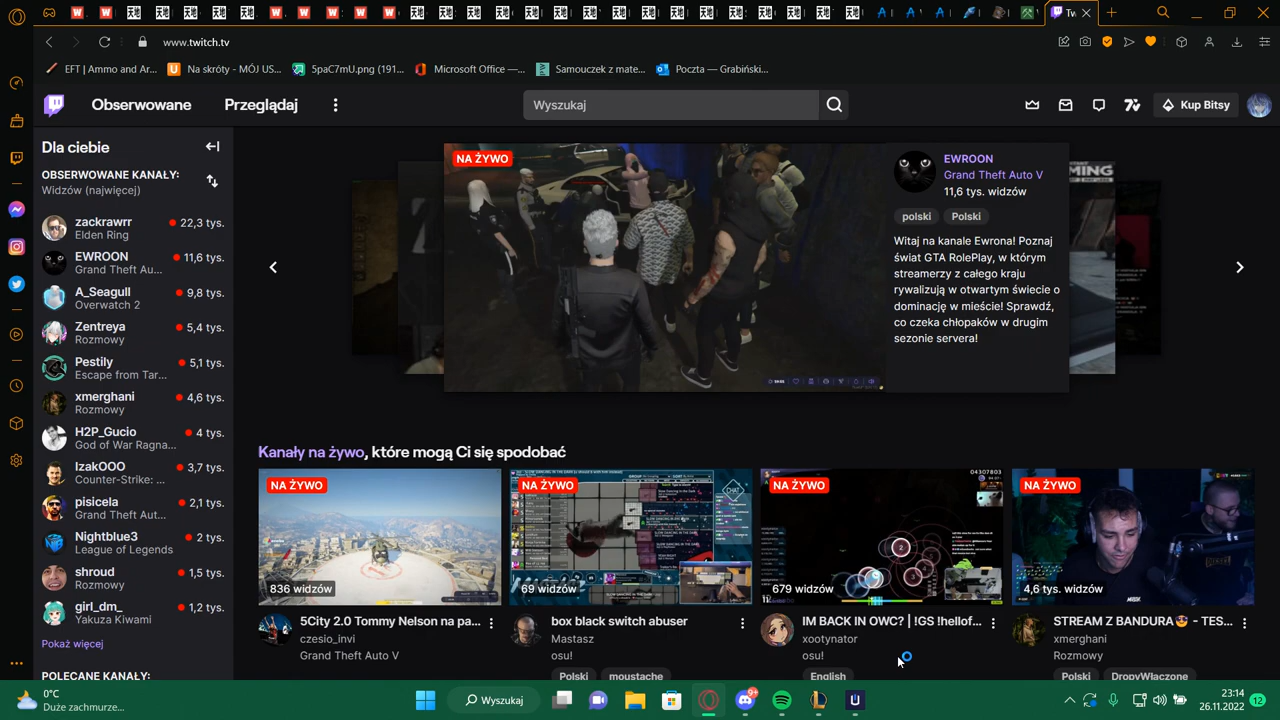 Tw
www.twitch.tv
EFT | Ammo and Ar...
Na skróty - MÓJ US...
5paC7mU.png (191...
Microsoft Office —...
Samouczek z mate...
Poczta — Grabiński...
Obserwowane
Przeglądaj
Wyszukaj
Kup Bitsy
Dla ciebie
OBSERWOWANE KANAŁY:
Widzów (najwięcej)
zackrawrr
22,3 tys.
Elden Ring
EWROON
11,6 tys.
Grand Theft Au...
A_Seagull
9,8 tys.
Overwatch 2
Zentreya
5,4 tys.
Rozmowy
Pestily
5,1 tys.
Escape from Tar...
xmerghani
4,6 tys.
Rozmowy
H2P_Gucio
4 tys.
God of War Ragna...
IzakOOO
3,7 tys.
Counter-Strike: ...
pisicela
2,1 tys.
Grand Theft Aut...
Nightblue3
2 tys.
League of Legends
Rroud
1,5 tys.
Rozmowy
girl_dm_
1,2 tys.
Yakuza Kiwami
Pokaż więcej
POLECANE KANAŁY:
NA ŻYWO
EWROON
Grand Theft Auto V
11,6 tys. widzów
polski
Polski
Witaj na kanale Ewrona! Poznaj
świat GTA RolePlay, w którym
streamerzy z całego kraju
rywalizują w otwartym świecie o
dominację w mieście! Sprawdź,
co czeka chłopaków w drugim
sezonie servera!
Kanały na żywo, które mogą Ci się spodobać
NA ŻYWO
836 widzów
5City 2.0 Tommy Nelson na pa...
czesio_invi
Grand Theft Auto V
NA ŻYWO
69 widzów
box black switch abuser
Mastasz
osu!
Polski
moustache
NA ŻYWO
04307803
679 widzów
IM BACK IN OWC? | !GS !hellof...
xootynator
osu!
English
NA ŻYWO
4,6 tys. widzów
STREAM Z BANDURA😎 - TES...
xmerghani
Rozmowy
Polski
DropyWłaczone
0°C
Duże zachmurze...
Wyszukaj
9+
23:14
26.11.2022
12